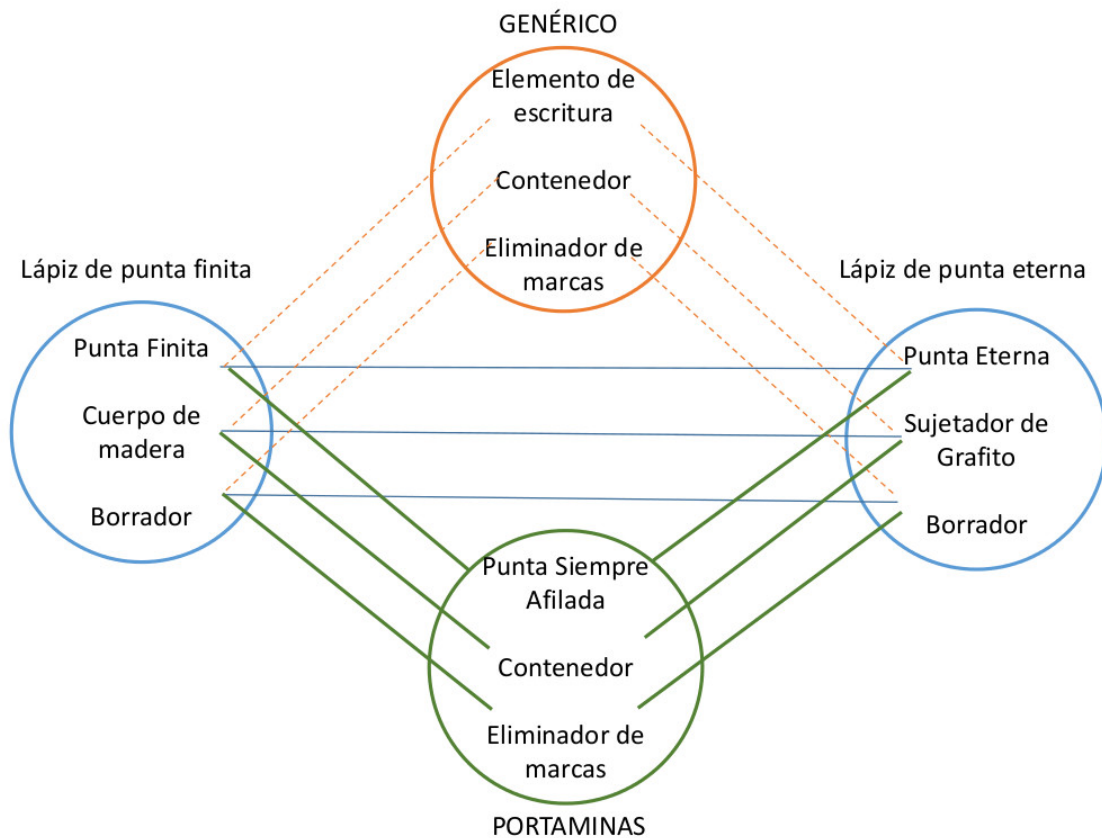 GENÉRICO
Elemento de
escritura
Contenedor
Eliminador de
marcas
Lápiz de punta finita
Punta Finita
Cuerpo de
madera
Borrador
Lápiz de punta eterna
Punta Eterna
Sujetador de
Grafito
Borrador
Punta Siempre
Afilada
Contenedor
Eliminador de
marcas
PORTAMINAS